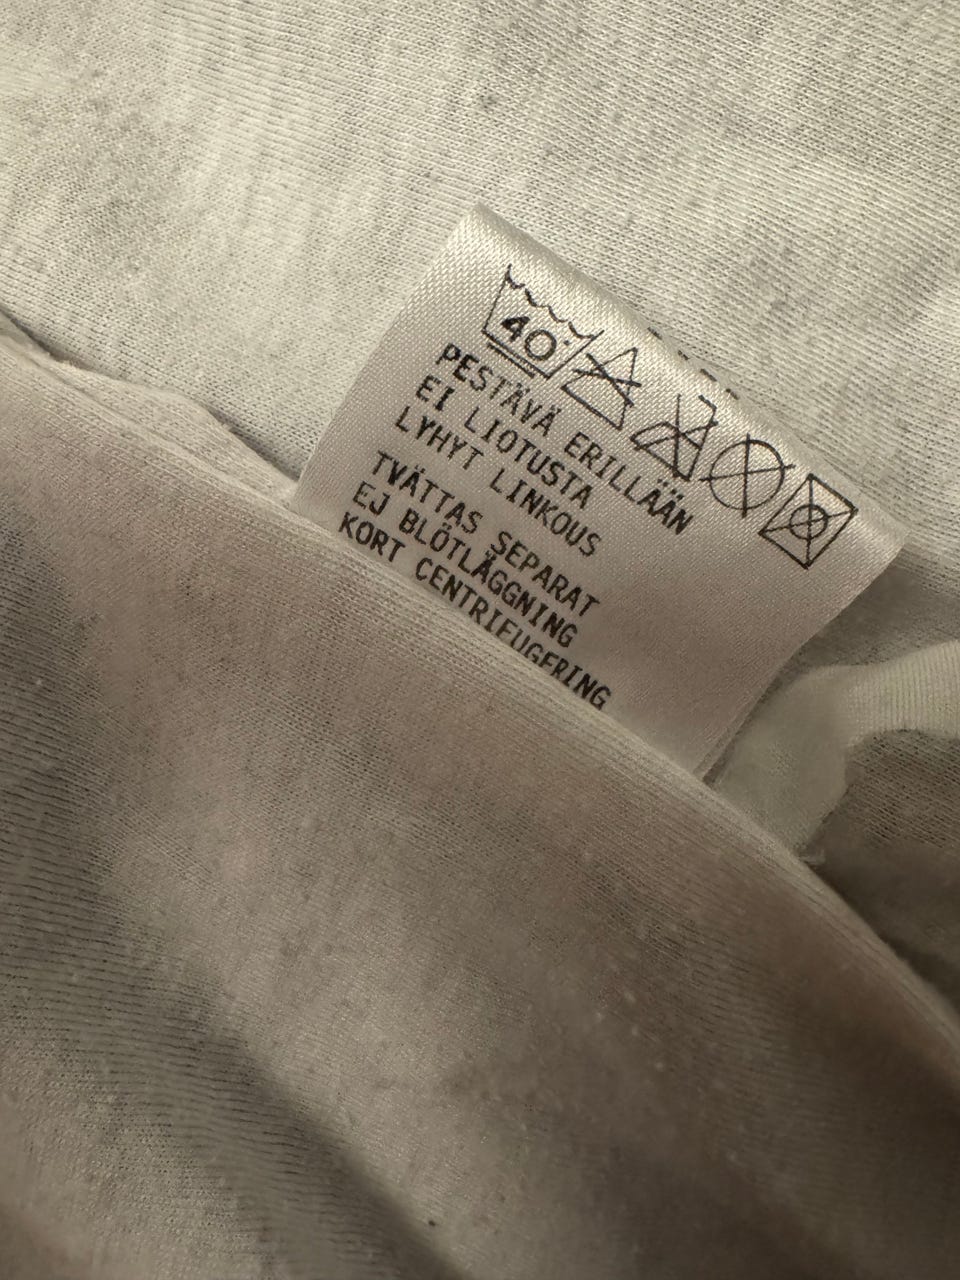 40°
PESTÄVÄ ERILLÄÄN
EI LIOTUSTA
LYHYT LINKOUS
TVÄTTAS SEPARAT
EJ BLÖTLÄGGNING
KORT CENTRIFUGERING